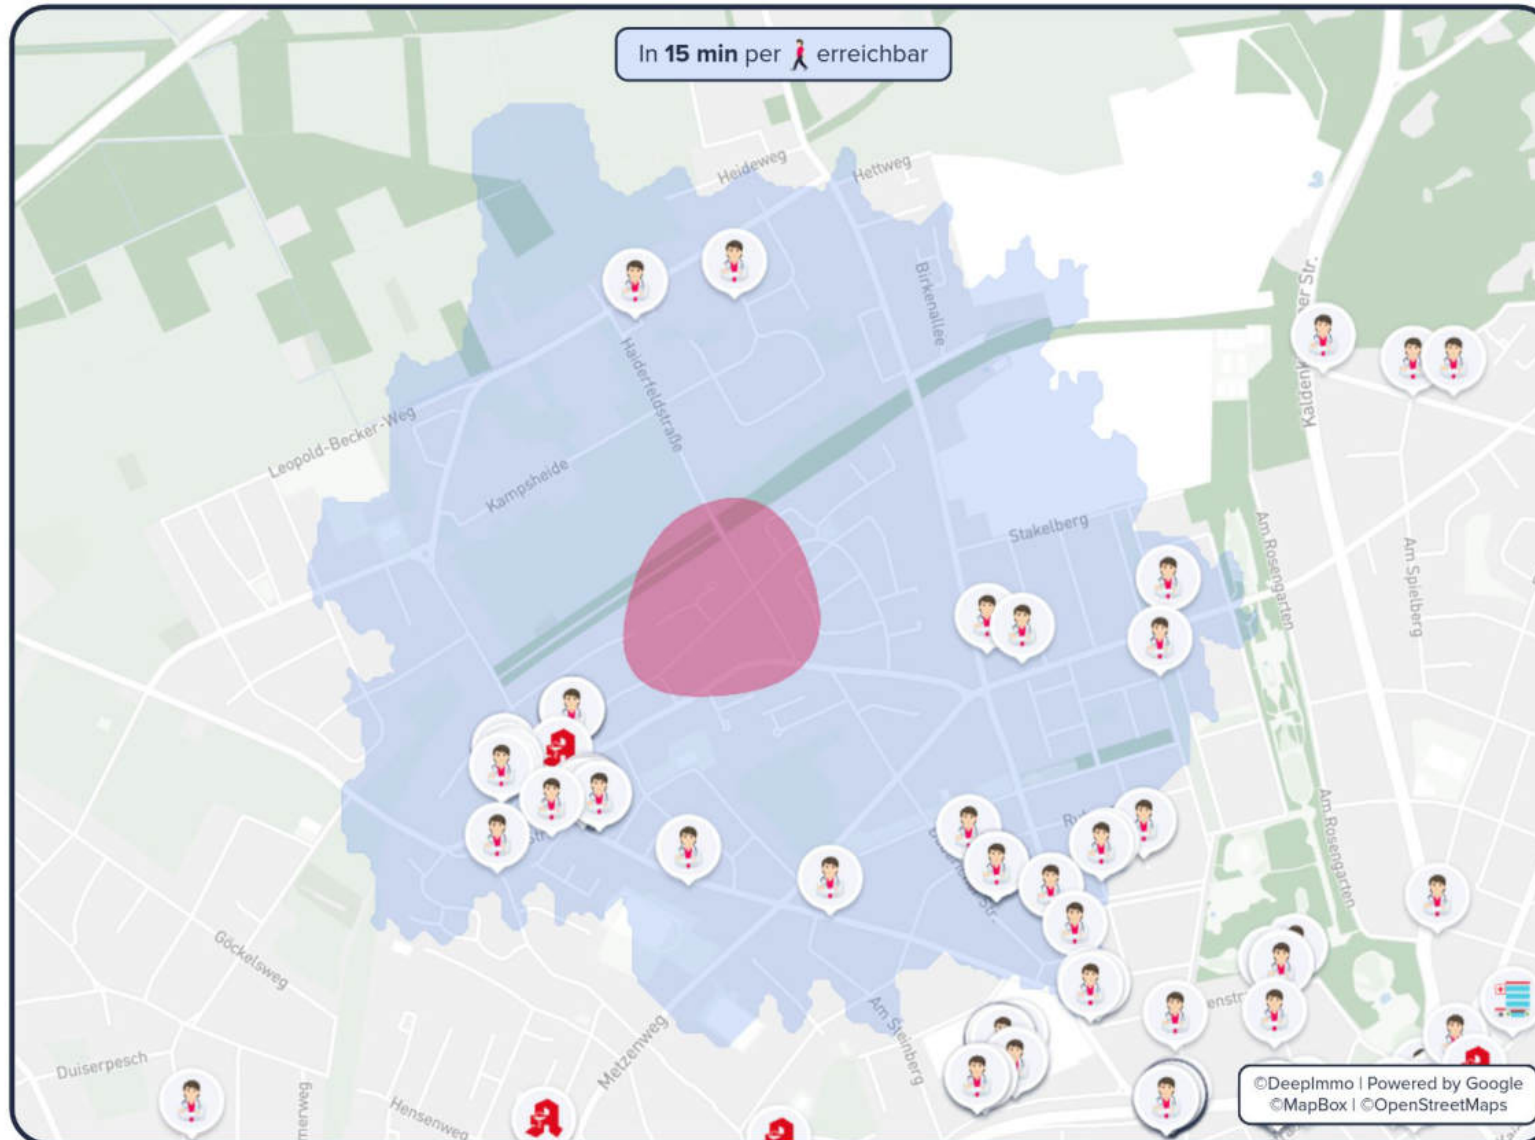 In 15 min per erreichbar
Heideweg
Hettweg
Birkenallee
Haiderfeldstraße
Leopold-Becker-Weg
Kampsheide
Stakelberg
Am Rosengarten
Am Spielberg
Am Rosengarten
Göckelsweg
Am Steinberg
Metzenweg
Duiserpesch
Hensenweg
©DeepImmo | Powered by Google
©MapBox | ©OpenStreetMaps